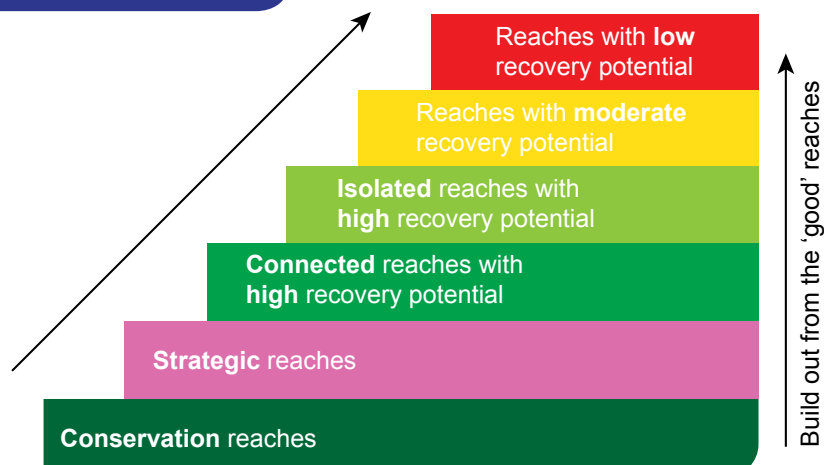 Reaches with low
recovery potential
Reaches with moderate
recovery potential
Isolated reaches with
high recovery potential
Connected reaches with
high recovery potential
Strategic reaches
Conservation reaches
Build out from the ‘good’ reaches